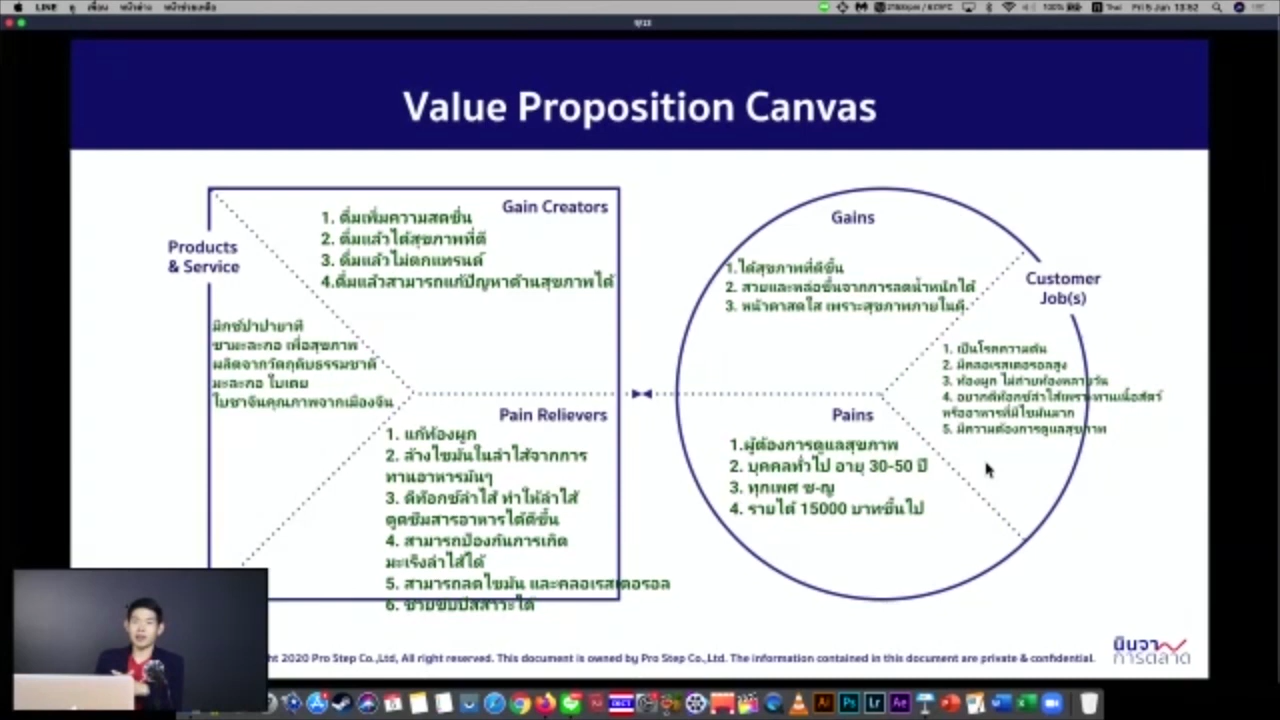 LINE
Fri 5 Jun 13:52
Value Proposition Canvas
Products
& Service
Gain Creators
1. ดื่มเพิ่มความสดชื่น
2. ดื่มแล้วได้สุขภาพที่ดี
3. ดื่มแล้วไม่ตกแทรนด์
4.ดื่มแล้วสามารถแก้ปัญหาด้านสุขภาพได้
มิกซ์ปาปายาที
ชามะละกอ เพื่อสุขภาพ
ผลิตจากวัตถุดิบธรรมชาติ
มะละกอ ใบเตย
ใบชาจีนคุณภาพจากเมืองจีน
Pain Relievers
1. แก้ท้องผูก
2. ล้างไขมันในลำไส้จากการ
ทานอาหารมันๆ
3. ดีท๊อกซ์ลำไส้ ทำให้ลำไส้
ดูดซึมสารอาหารได้ดีขึ้น
4. สามารถป้องกันการเกิด
มะเร็งลำไส้ได้
5. สามารถลดไขมัน และคลอเรสเตอรอล
6. ช่วยขับปัสสาวะได้
Gains
1.ได้สุขภาพที่ดีขึ้น
2. สวยและหล่อขึ้นจากการลดน้ำหนักได้
3. หน้าตาสดใส เพราะสุขภาพภายในดี.
Customer
Job(s)
1. เป็นโรคความดัน
2. มีคลอเรสเตอรอลสูง
3. ท้องผูก ไม่ถ่ายท้องหลายวัน
4. อยากดีท๊อกซ์ลำไส้เพราะทานเนื้อสัตว์
หรืออาหารที่มีไขมันมาก
5. มีความต้องการดูแลสุขภาพ
Pains
1.ผู้ต้องการดูแลสุขภาพ
2. บุคคลทั่วไป อายุ 30-50 ปี
3. ทุกเพศ ช-ญ
4. รายได้ 15000 บาทขึ้นไป
2020 Pro Step Co.,Ltd, All right reserved. This document is owned by Pro Step Co.,Ltd. The information contained in this document are private & confidential.
นินจา
การตลาด